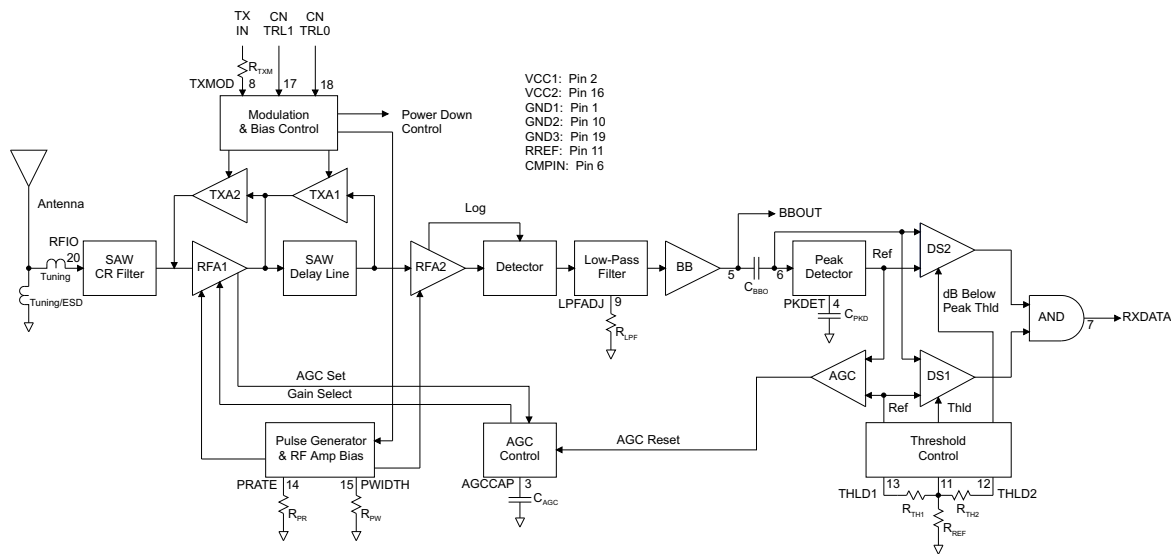 TX
IN
CN
TRL1
CN
TRL0
R_TXM
TXMOD 8 17 18
Modulation
& Bias Control
Power Down
Control
VCC1: Pin 2
VCC2: Pin 16
GND1: Pin 1
GND2: Pin 10
GND3: Pin 19
RREF: Pin 11
CMPIN: Pin 6
Antenna
TXA2
TXA1
Log
BBOUT
RFIO
20
Tuning
Tuning/ESD
SAW
CR Filter
RFA1
SAW
Delay Line
RFA2
Detector
Low-Pass
Filter
LPFADJ 9
R_LPF
BB
5
C_BBO
6
Peak
Detector
PKDET 4
C_PKD
Ref
DS2
dB Below
Peak Thld
AND
7
RXDATA
AGC Set
Gain Select
AGC
Ref
DS1
Thld
Pulse Generator
& RF Amp Bias
PRATE 14
15 PWIDTH
R_PR
R_PW
AGC
Control
AGCCAP 3
C_AGC
AGC Reset
Threshold
Control
THLD1 13 11 12 THLD2
R_TH1
R_TH2
R_REF